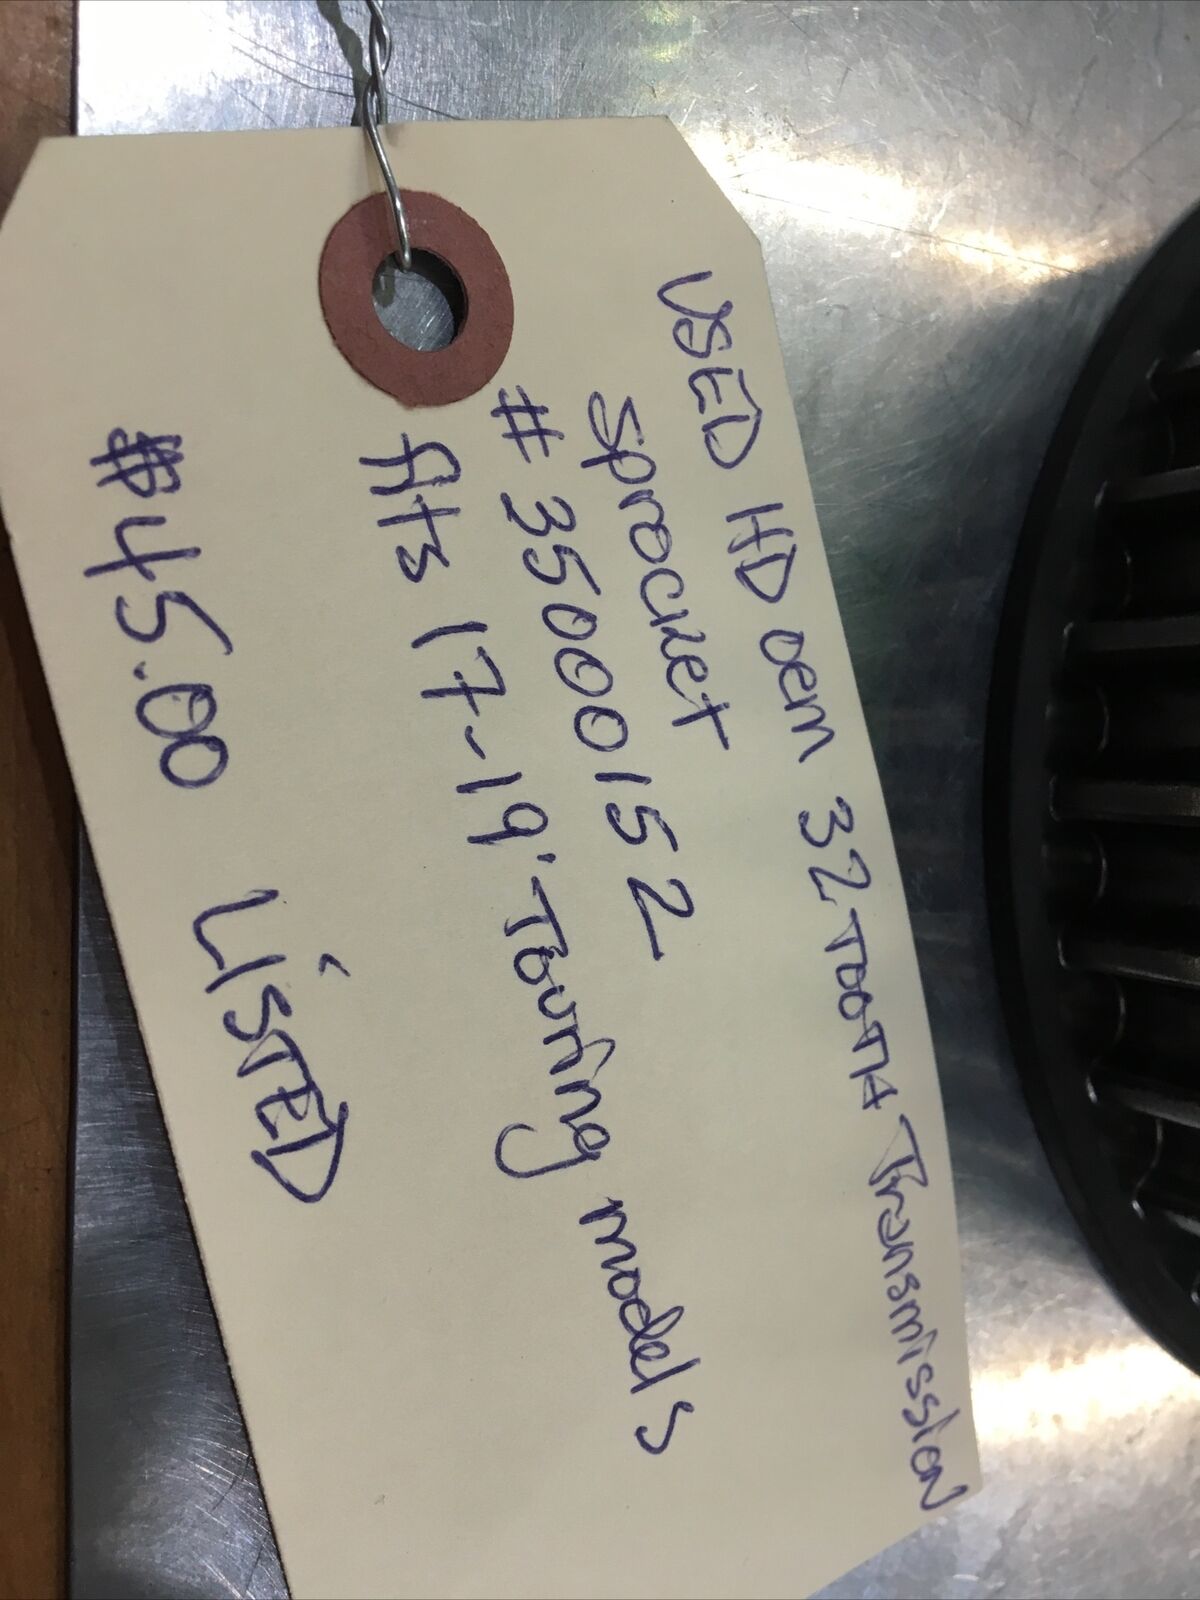 USED HD oem 32 TOOTH Transmission
Sprocket
# 35000152
fits 17-19' Touring models
$45.00 LISTED